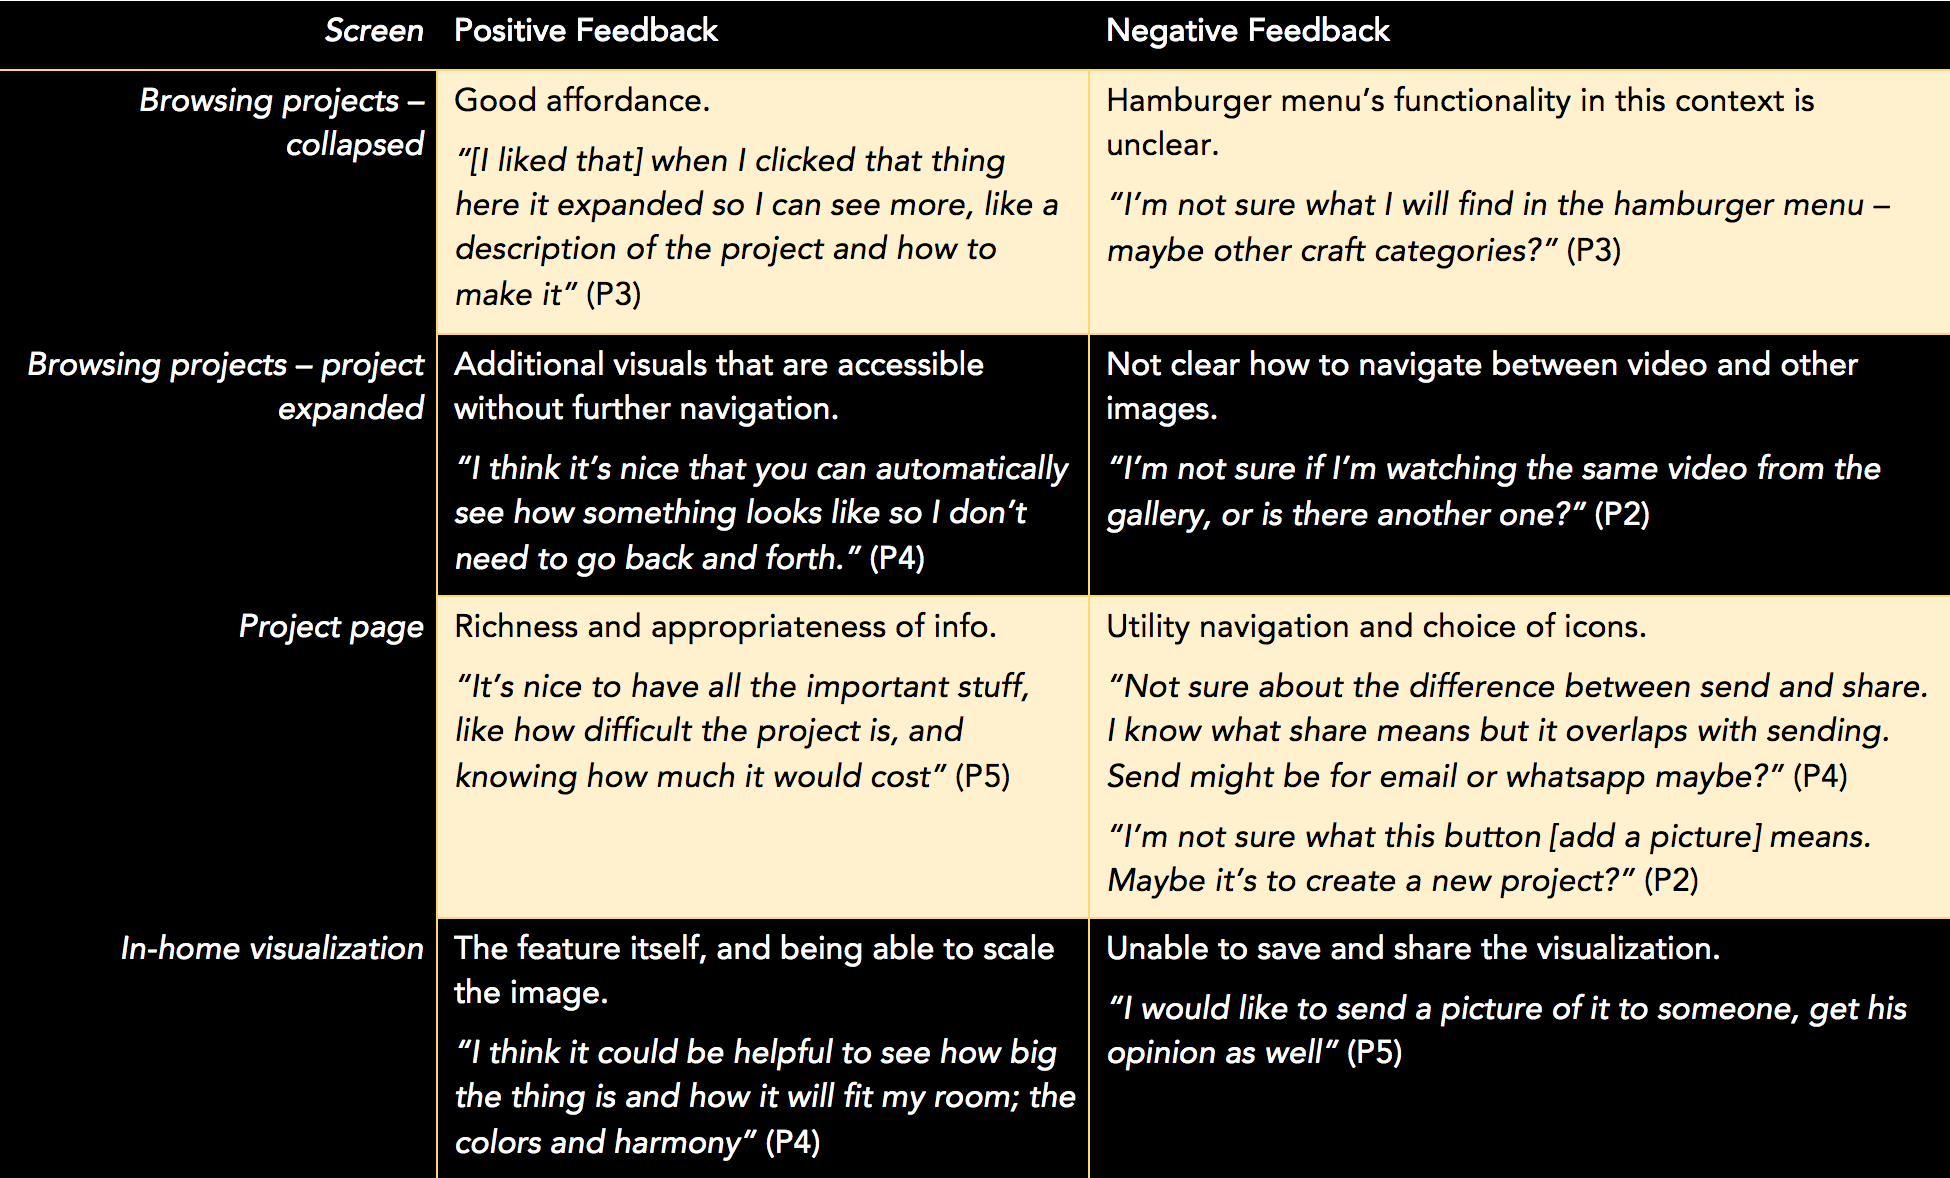 Screen
Positive Feedback
Negative Feedback
Browsing projects –
collapsed
Good affordance.
“[I liked that] when I clicked that thing
here it expanded so I can see more, like a
description of the project and how to
make it” (P3)
Hamburger menu’s functionality in this context is
unclear.
“I’m not sure what I will find in the hamburger menu –
maybe other craft categories?” (P3)
Browsing projects – project
expanded
Additional visuals that are accessible
without further navigation.
“I think it’s nice that you can automatically
see how something looks like so I don’t
need to go back and forth.” (P4)
Not clear how to navigate between video and other
images.
“I’m not sure if I’m watching the same video from the
gallery, or is there another one?” (P2)
Project page
Richness and appropriateness of info.
“It’s nice to have all the important stuff,
like how difficult the project is, and
knowing how much it would cost” (P5)
Utility navigation and choice of icons.
“Not sure about the difference between send and share.
I know what share means but it overlaps with sending.
Send might be for email or whatsapp maybe?” (P4)
“I’m not sure what this button [add a picture] means.
Maybe it’s to create a new project?” (P2)
In-home visualization
The feature itself, and being able to scale
the image.
“I think it could be helpful to see how big
the thing is and how it will fit my room; the
colors and harmony” (P4)
Unable to save and share the visualization.
“I would like to send a picture of it to someone, get his
opinion as well” (P5)